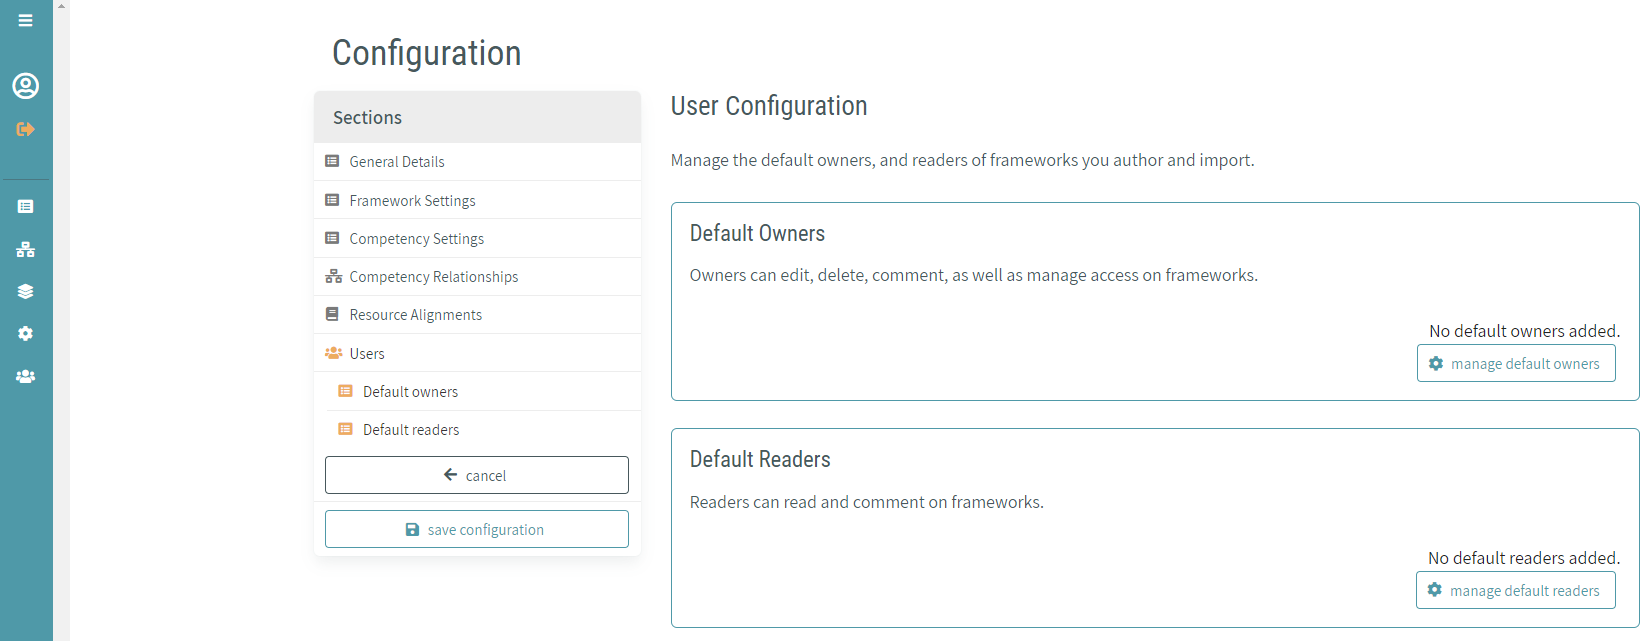 Configuration
Sections
General Details
Framework Settings
Competency Settings
Competency Relationships
Resource Alignments
Users
Default owners
Default readers
cancel
save configuration
User Configuration
Manage the default owners, and readers of frameworks you author and import.
Default Owners
Owners can edit, delete, comment, as well as manage access on frameworks.
No default owners added.
manage default owners
Default Readers
Readers can read and comment on frameworks.
No default readers added.
manage default readers